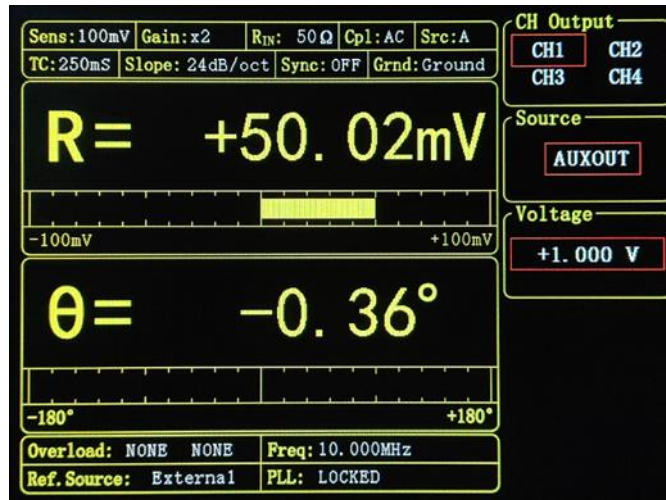 Sens:100mV Gain:x2 RIN: 50Ω Cpl:AC Src:A
TC:250mS Slope: 24dB/oct Sync: OFF Grnd:Ground
R= +50.02mV
-100mV +100mV
θ= -0.36°
-180° +180°
Overload: NONE NONE Freq:10.000MHz
Ref.Source: External PLL: LOCKED
CH Output
CH1 CH2
CH3 CH4
Source
AUXOUT
Voltage
+1.000 V